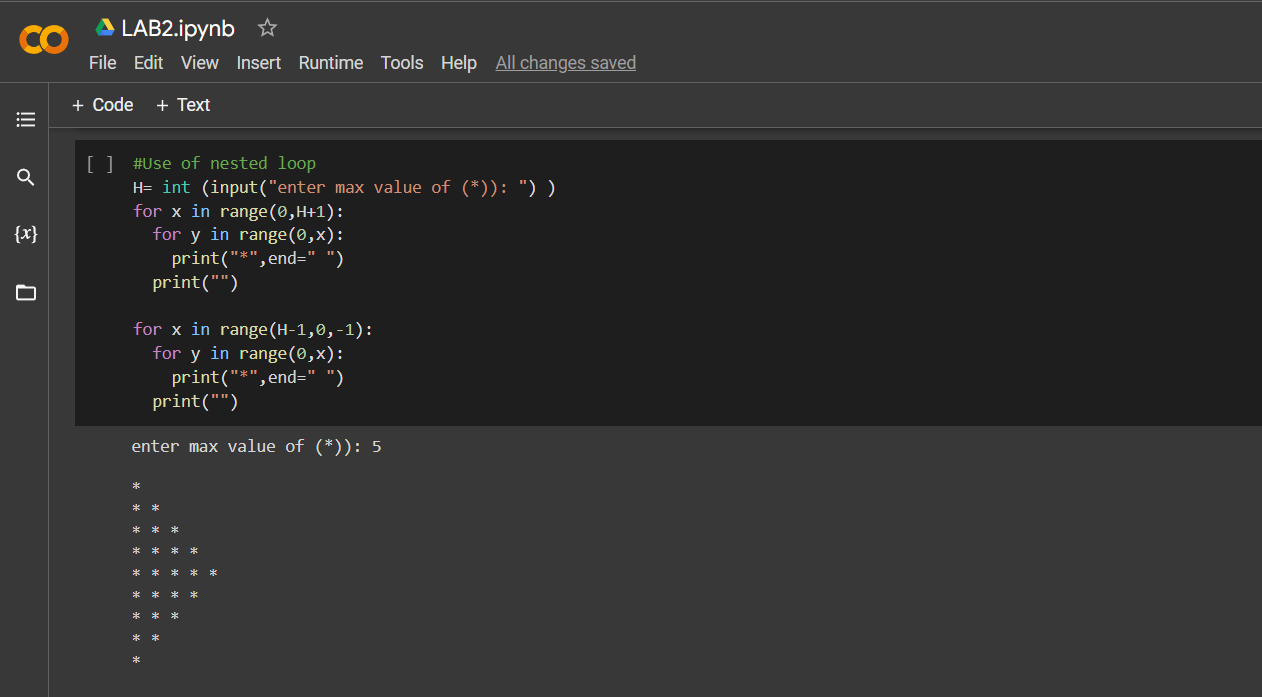 LAB2.ipynb
File Edit View Insert Runtime Tools Help All changes saved
+ Code + Text
{x}
[ ] #Use of nested loop
H= int (input("enter max value of (*)): ") )
for x in range(0,H+1):
  for y in range(0,x):
    print("*",end=" ")
  print("")

for x in range(H-1,0,-1):
  for y in range(0,x):
    print("*",end=" ")
  print("")
enter max value of (*)): 5

*
* *
* * *
* * * *
* * * * *
* * * *
* * *
* *
*